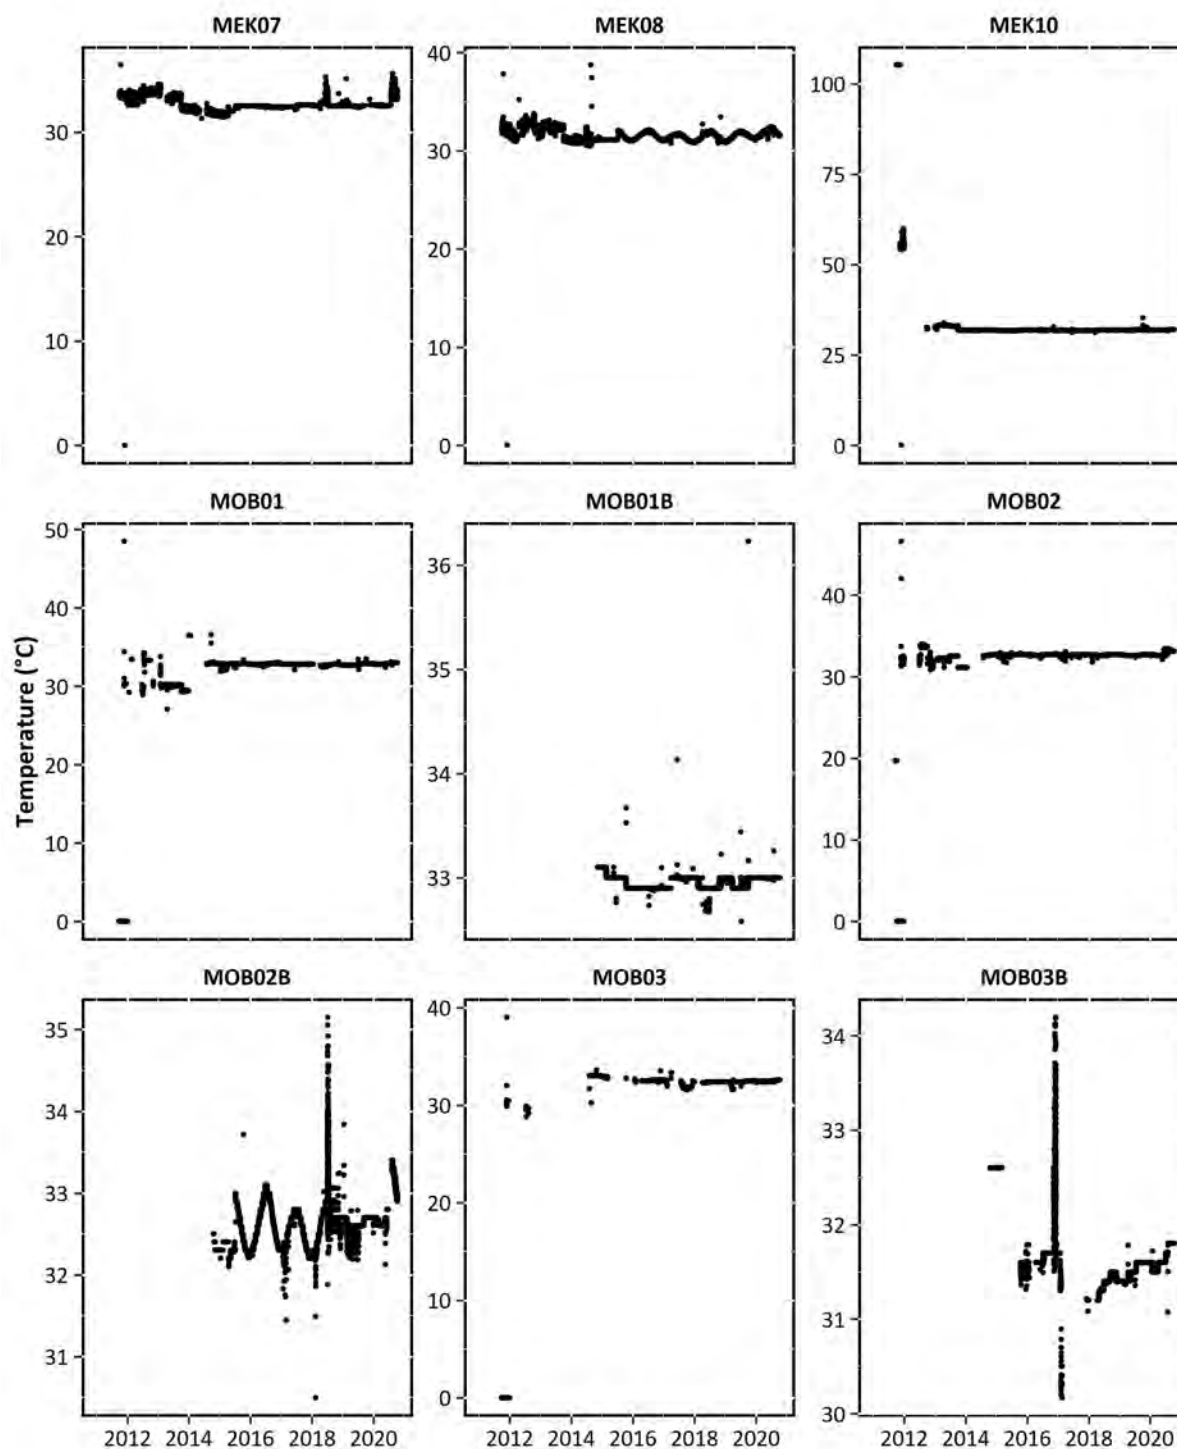 MEK07 MEK08 MEK10
40
30 30 100
75
20 20
50
10 10
25
0 0 0
MOB01 MOB01B MOB02
50
36
40 40
35
30 30
34
20 20
10 33 10
0 0
Temperature (°C)
MOB02B MOB03 MOB03B
35 40 34
34 30
33
33 20
32
32
10
31
31
0 30
2012 2014 2016 2018 2020 2012 2014 2016 2018 2020 2012 2014 2016 2018 2020